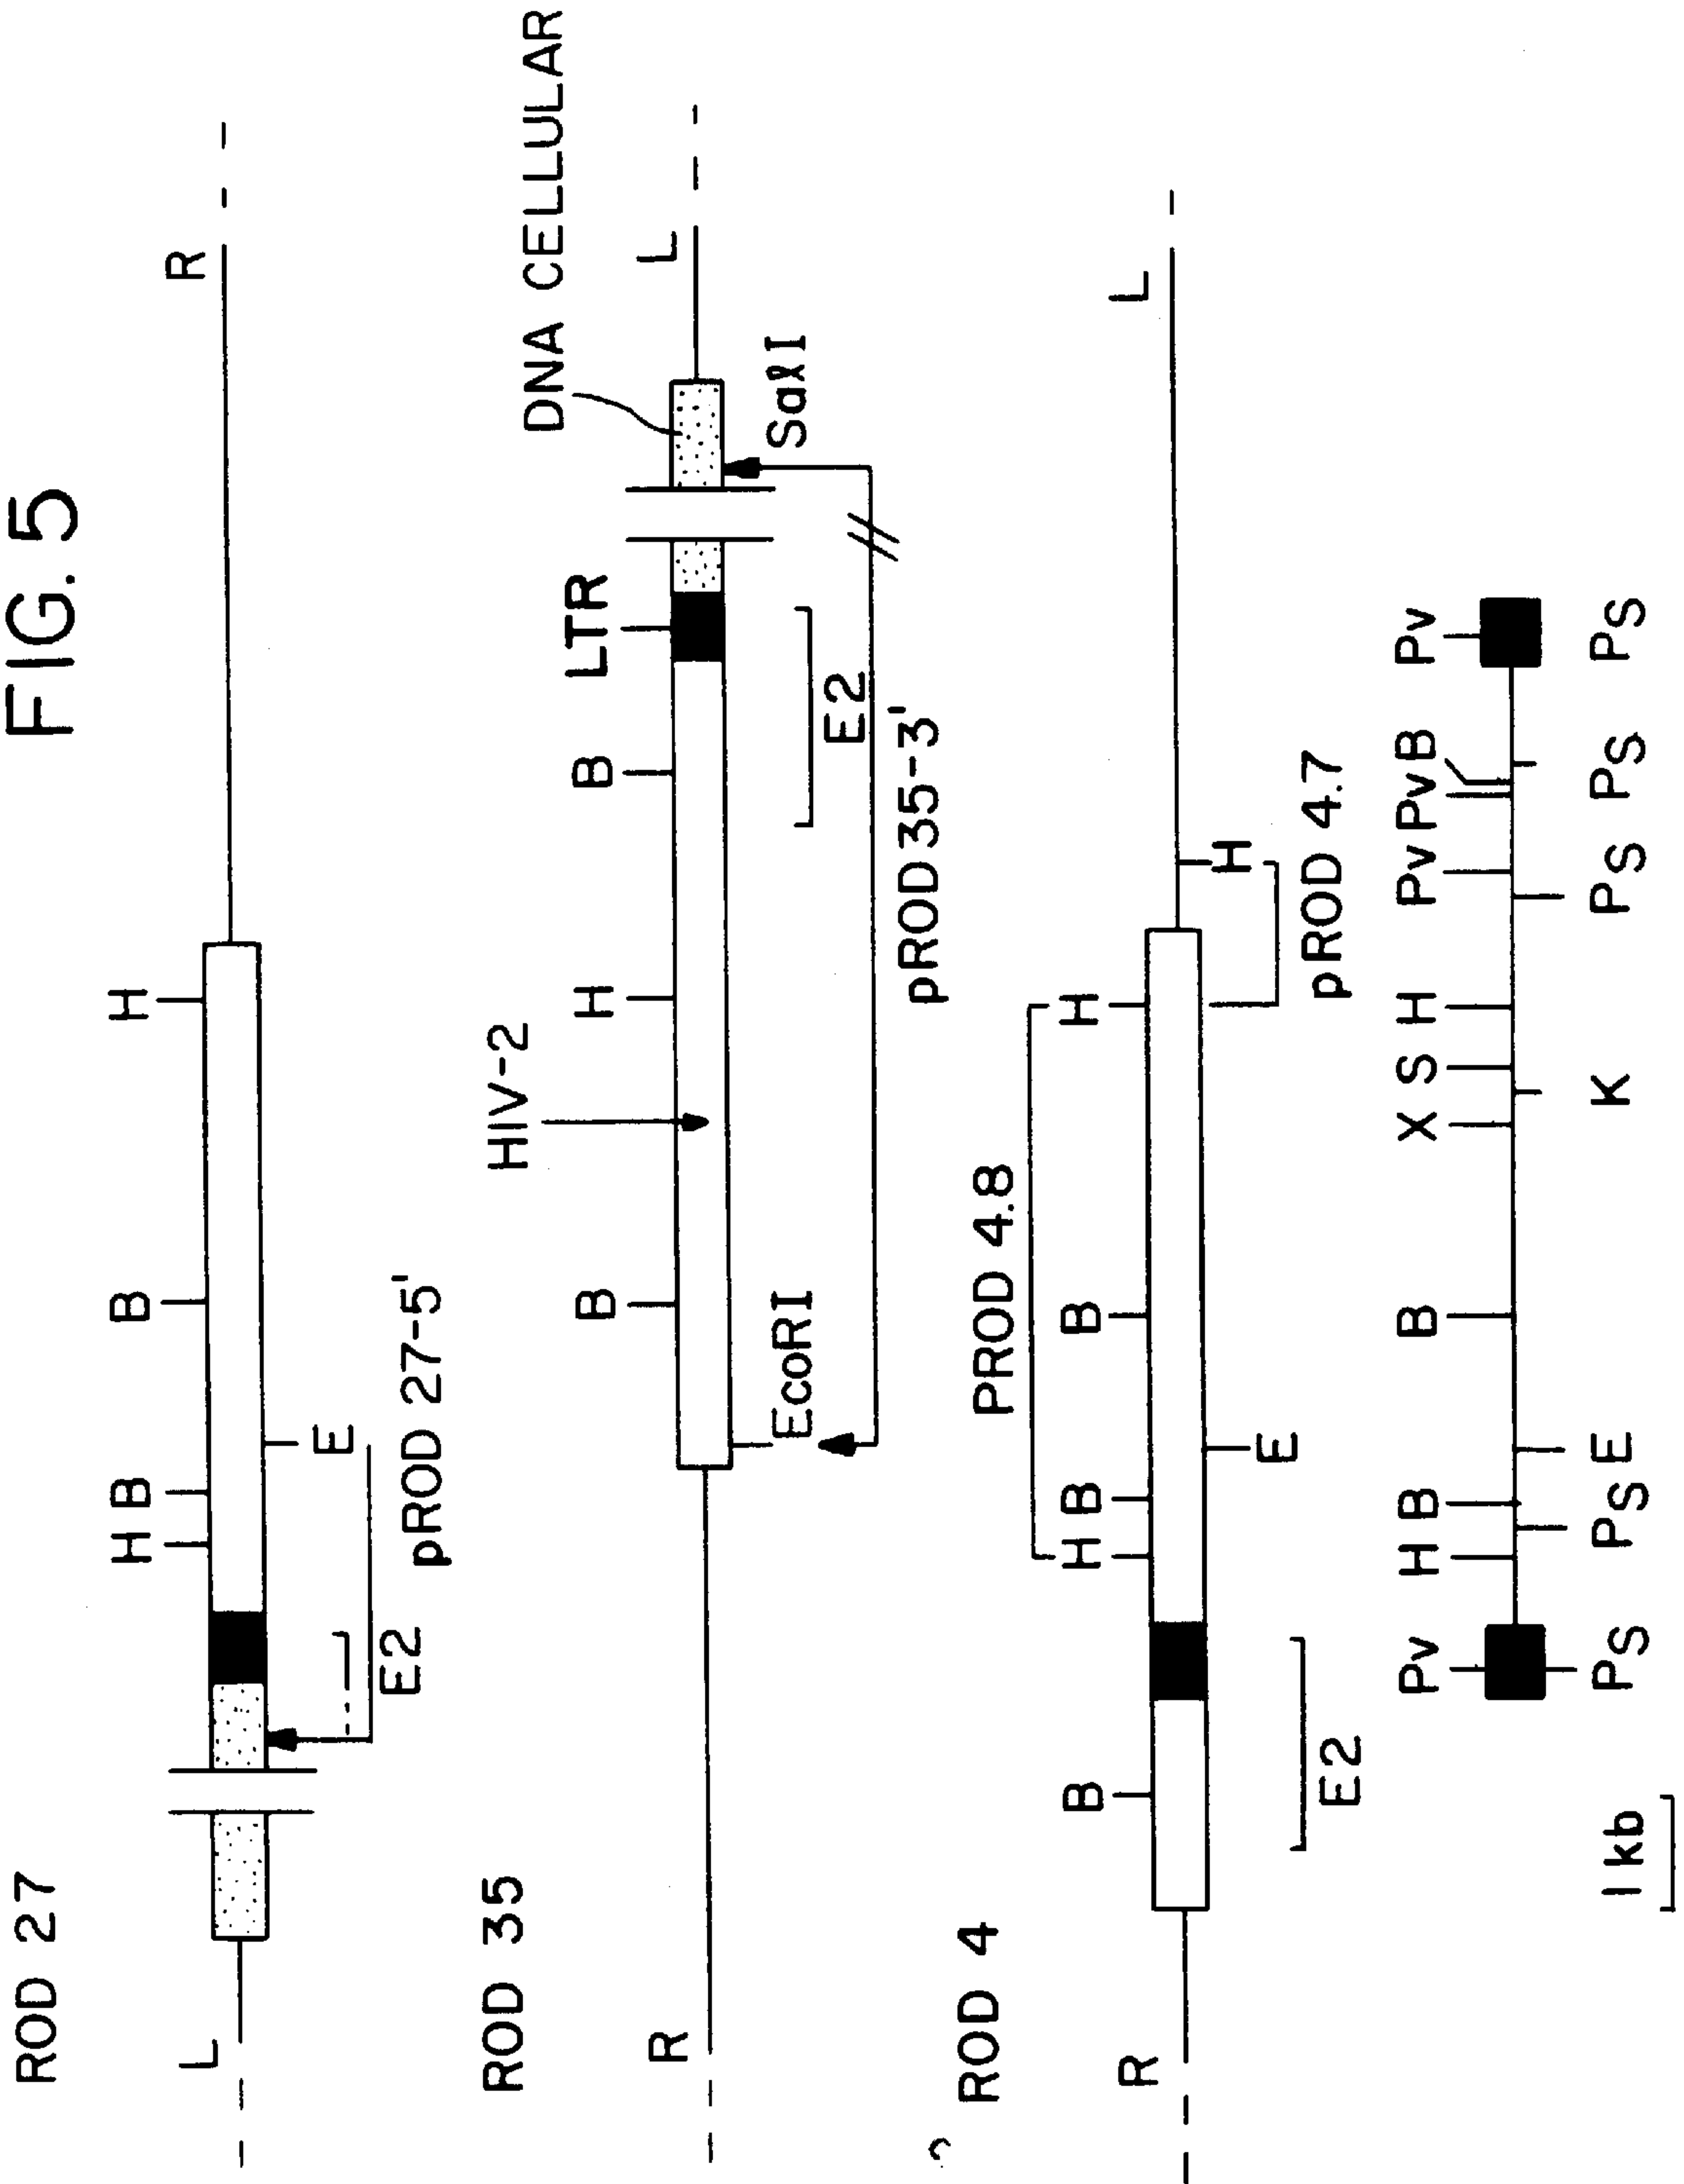 FIG. 5
ROD 27
H B B H
L R
E
E2
pROD 27-5'
ROD 35
HIV-2
DNA CELLULAR
B H B LTR
R L
EcoRI SalI
E2
pROD 35-3'
ROD 4
PROD 4.8
B H B B H
R L
E H
E2
pROD 4.7
Pv H B B X S H Pv Pv B Pv
PS PS E K PS PS PS
1 kb